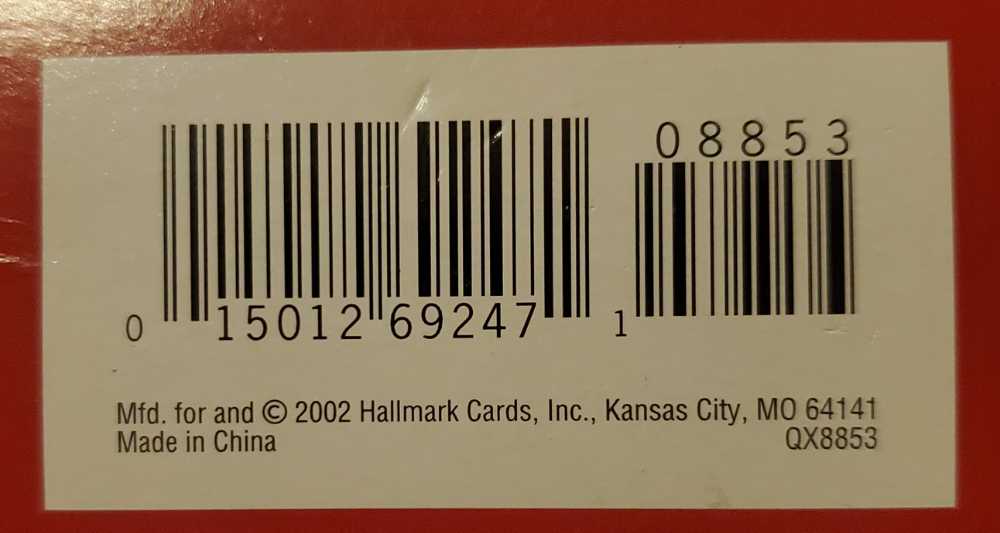 08853
0 15012 69247 1
Mfd. for and © 2002 Hallmark Cards, Inc., Kansas City, MO 64141
Made in China QX8853